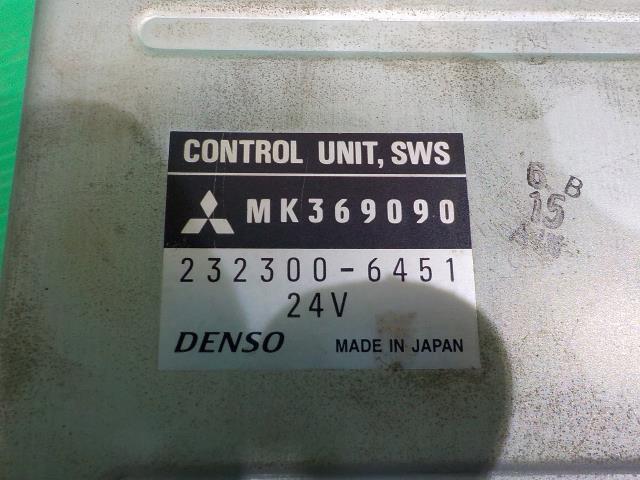 CONTROL UNIT, SWS
MK369090
232300-6451
24V
DENSO MADE IN JAPAN
6 B
15